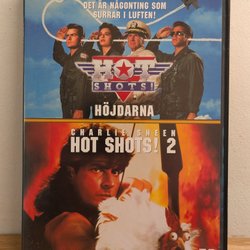 DET ÄR NÅGONTING SOM
SURRAR I LUFTEN!
HOT
SHOTS!
HÖJDARNA
CHARLIE SHEEN
HOT SHOTS! 2